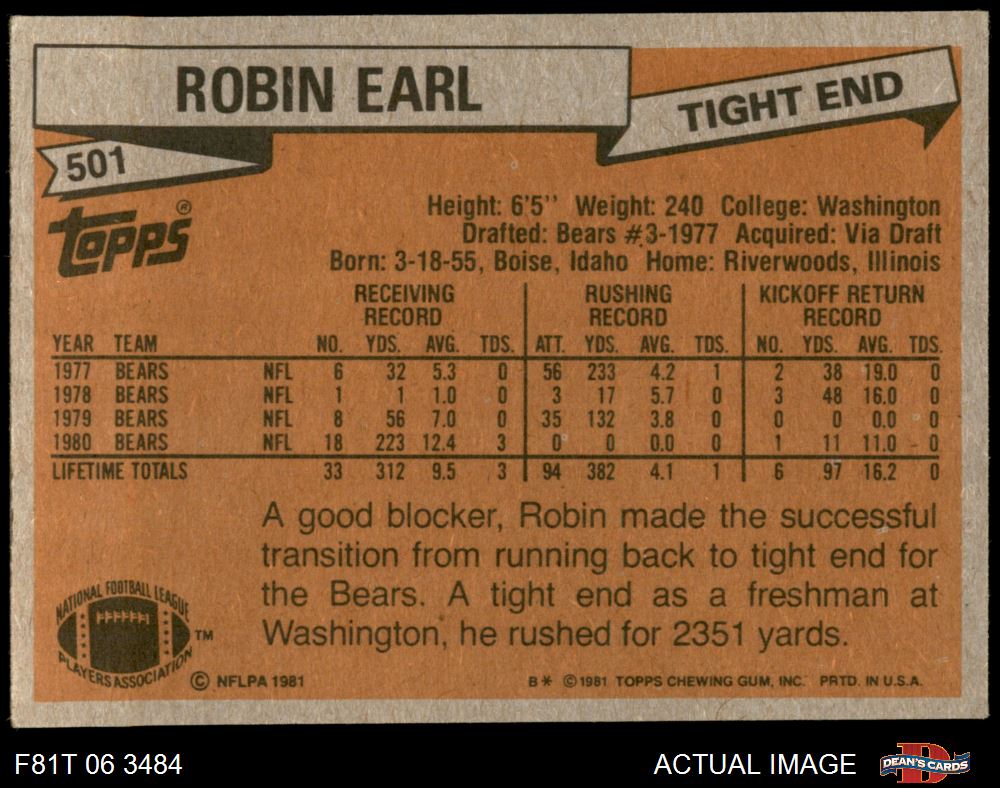 ROBIN EARL
TIGHT END
501
Topps®
Height: 6'5'' Weight: 240 College: Washington
Drafted: Bears #3-1977 Acquired: Via Draft
Born: 3-18-55, Boise, Idaho Home: Riverwoods, Illinois
RECEIVING RECORD RUSHING RECORD KICKOFF RETURN RECORD
YEAR TEAM NO. YDS. AVG. TDS. ATT. YDS. AVG. TDS. NO. YDS. AVG. TDS.
1977 BEARS NFL 6 32 5.3 0 56 233 4.2 1 2 38 19.0 0
1978 BEARS NFL 1 1 1.0 0 3 17 5.7 0 3 48 16.0 0
1979 BEARS NFL 8 56 7.0 0 35 132 3.8 0 0 0 0.0 0
1980 BEARS NFL 18 223 12.4 3 0 0 0.0 0 1 11 11.0 0
LIFETIME TOTALS 33 312 9.5 3 94 382 4.1 1 6 97 16.2 0
A good blocker, Robin made the successful
transition from running back to tight end for
the Bears. A tight end as a freshman at
Washington, he rushed for 2351 yards.
NATIONAL FOOTBALL LEAGUE
PLAYERS ASSOCIATION
TM
© NFLPA 1981
B* © 1981 TOPPS CHEWING GUM, INC. PRTD. IN U.S.A.
F81T 06 3484
ACTUAL IMAGE
D
DEAN'S CARDS